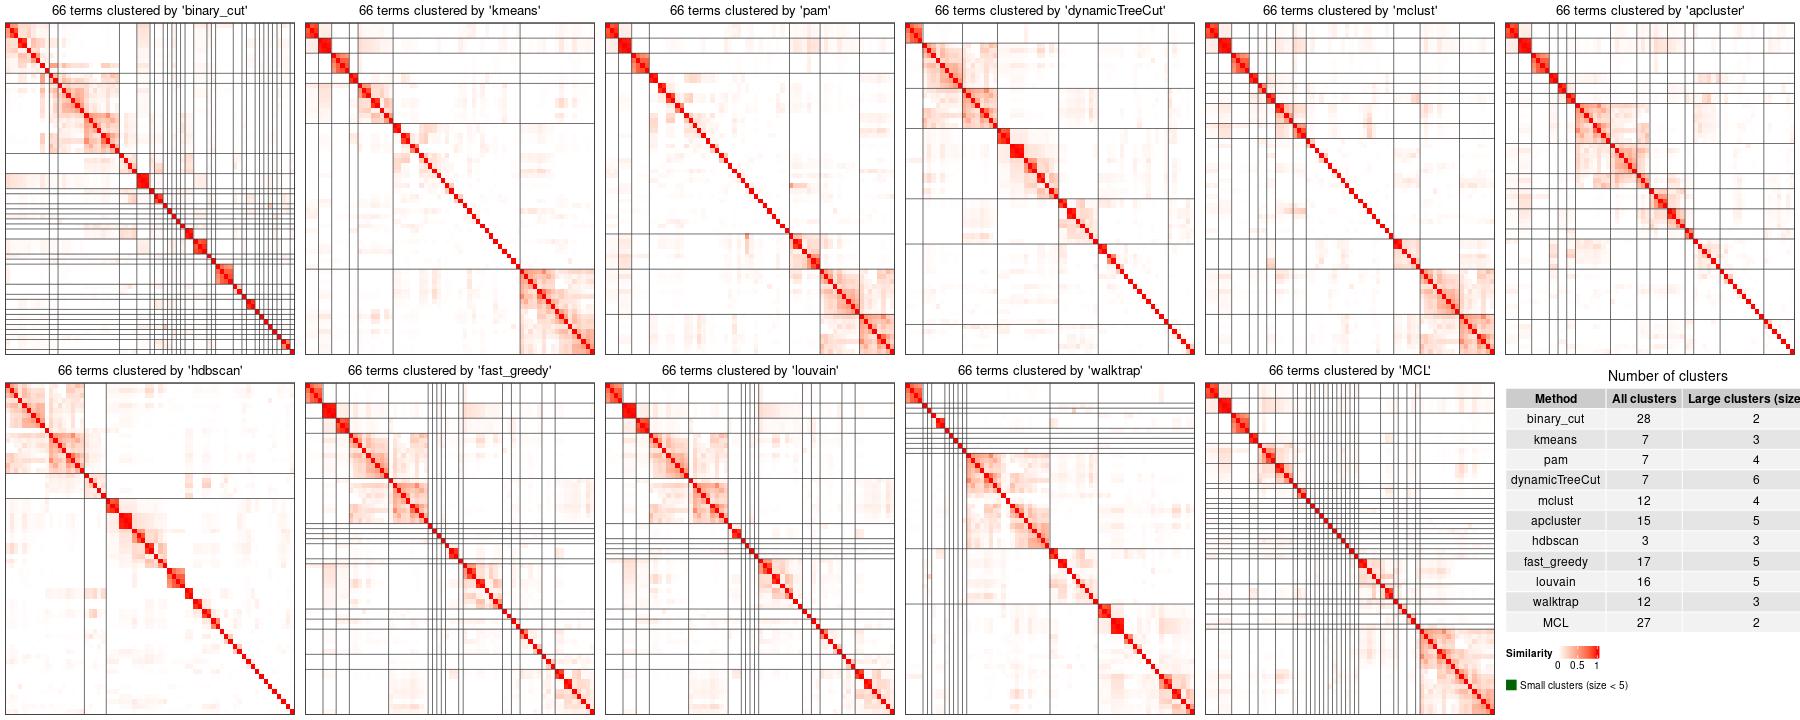 66 terms clustered by 'binary_cut'
66 terms clustered by 'kmeans'
66 terms clustered by 'pam'
66 terms clustered by 'dynamicTreeCut'
66 terms clustered by 'mclust'
66 terms clustered by 'apcluster'
66 terms clustered by 'hdbscan'
66 terms clustered by 'fast_greedy'
66 terms clustered by 'louvain'
66 terms clustered by 'walktrap'
66 terms clustered by 'MCL'
Number of clusters
Method All clusters Large clusters (size
binary_cut 28 2
kmeans 7 3
pam 7 4
dynamicTreeCut 7 6
mclust 12 4
apcluster 15 5
hdbscan 3 3
fast_greedy 17 5
louvain 16 5
walktrap 12 3
MCL 27 2
Similarity
0 0.5 1
Small clusters (size < 5)